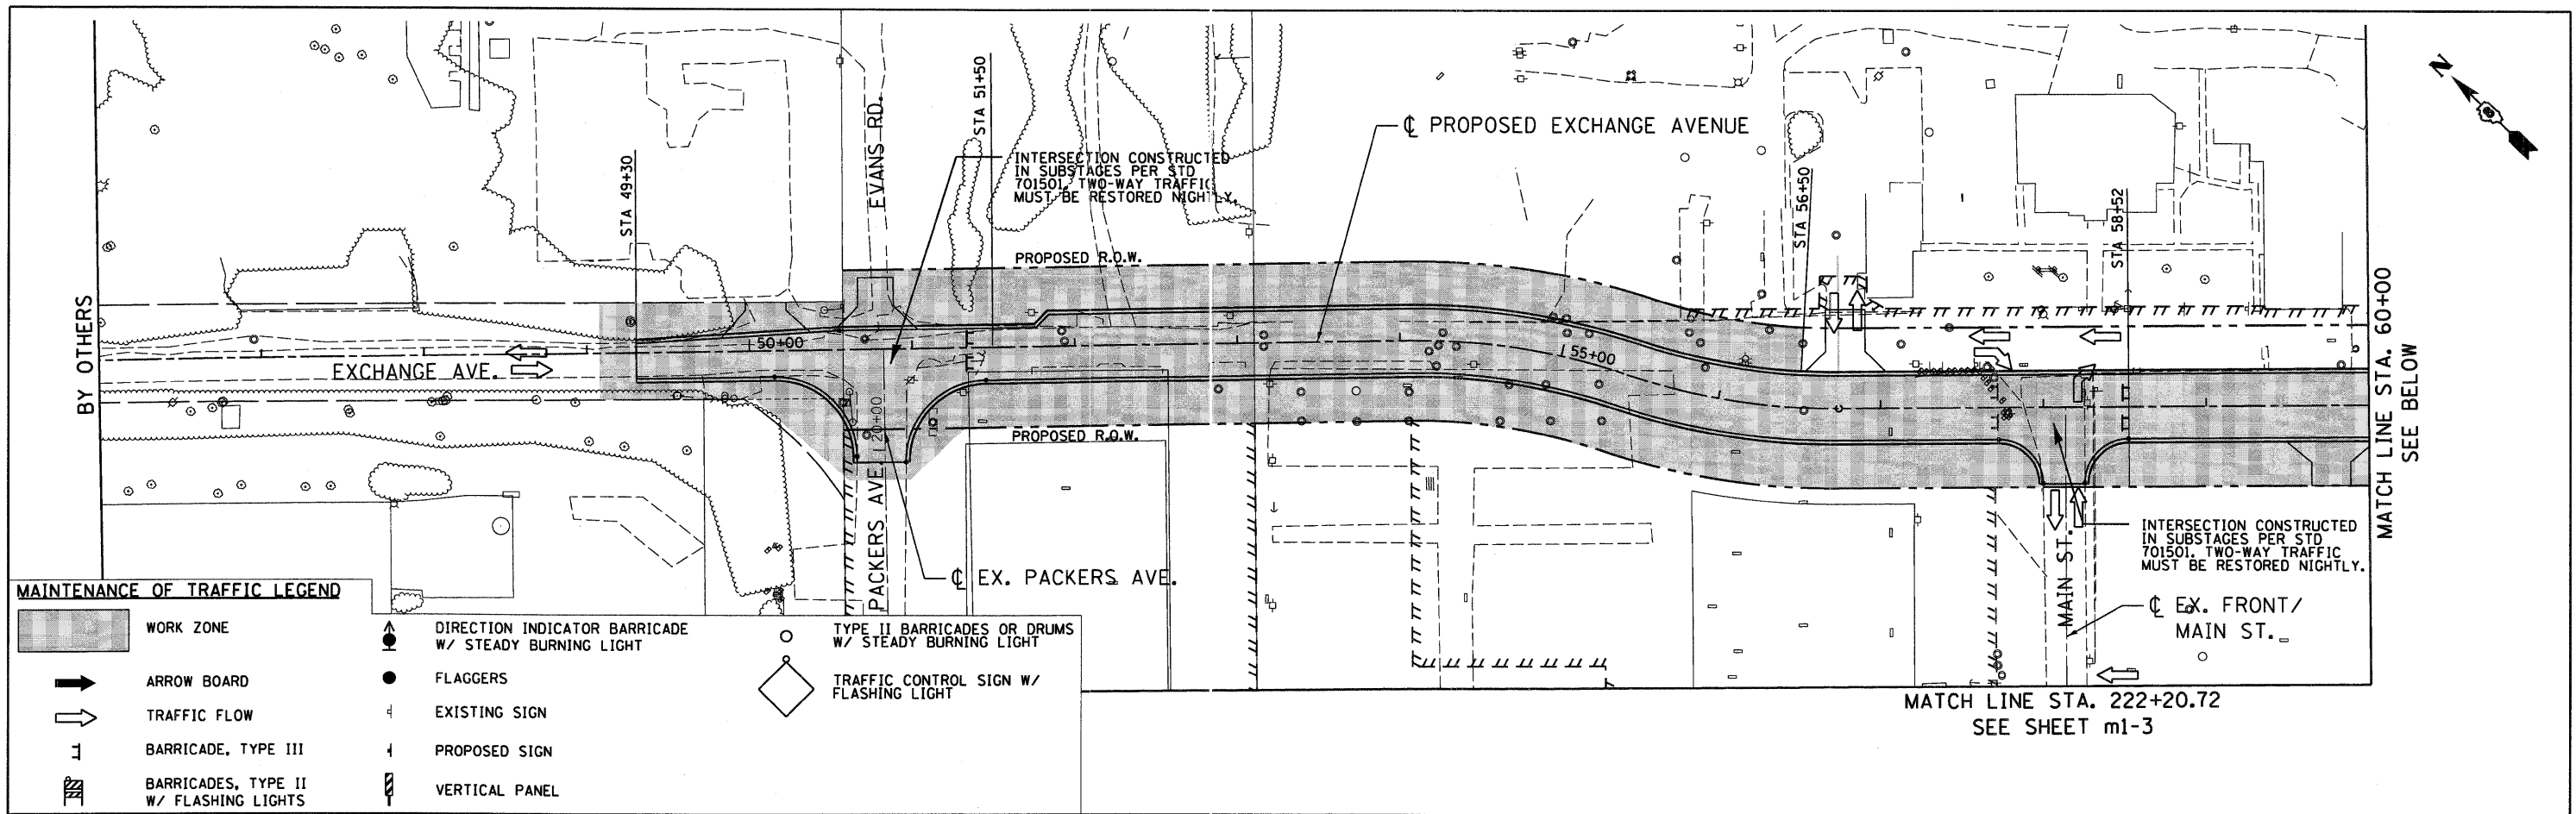 N
STA 49+30
EVANS RD.
STA 51+50
INTERSECTION CONSTRUCTED
IN SUBSTAGES PER STD
701501. TWO-WAY TRAFFIC
MUST BE RESTORED NIGHTLY.
℄ PROPOSED EXCHANGE AVENUE
STA 56+50
STA 58+52
PROPOSED R.O.W.
BY OTHERS
EXCHANGE AVE.
50+00
55+00
MATCH LINE STA. 60+00
SEE BELOW
PROPOSED R.O.W.
120+00
PACKERS AVE.
℄ EX. PACKERS AVE.
MAIN ST.
INTERSECTION CONSTRUCTED
IN SUBSTAGES PER STD
701501. TWO-WAY TRAFFIC
MUST BE RESTORED NIGHTLY.
℄ EX. FRONT/
MAIN ST.
MATCH LINE STA. 222+20.72
SEE SHEET m1-3
MAINTENANCE OF TRAFFIC LEGEND
WORK ZONE
ARROW BOARD
TRAFFIC FLOW
BARRICADE, TYPE III
BARRICADES, TYPE II
W/ FLASHING LIGHTS
DIRECTION INDICATOR BARRICADE
W/ STEADY BURNING LIGHT
FLAGGERS
EXISTING SIGN
PROPOSED SIGN
VERTICAL PANEL
TYPE II BARRICADES OR DRUMS
W/ STEADY BURNING LIGHT
TRAFFIC CONTROL SIGN W/
FLASHING LIGHT